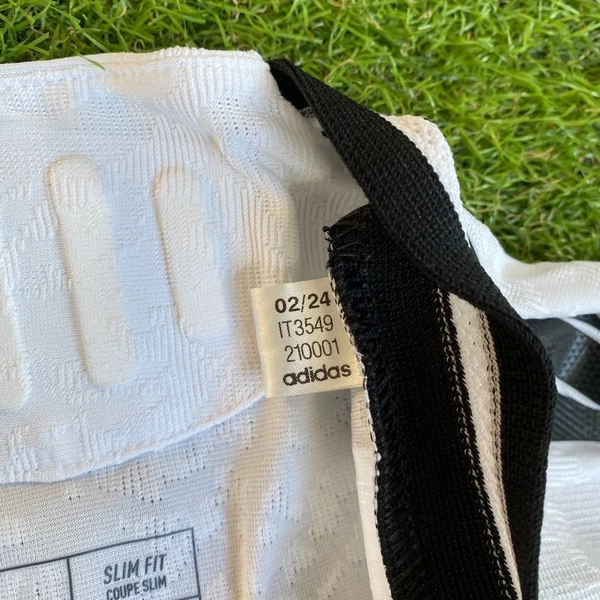 02/24
IT3549
210001
adidas
SLIM FIT
COUPE SLIM